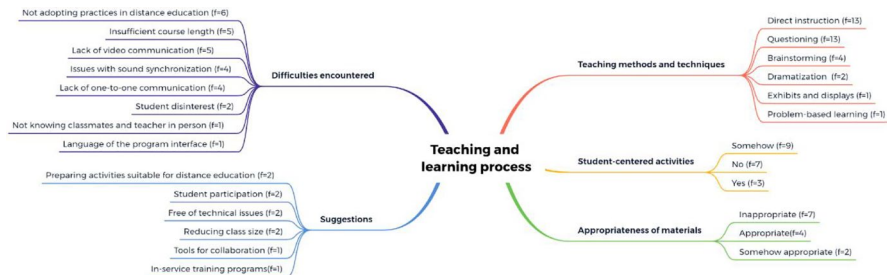 Not adopting practices in distance education (f=6)
Insufficient course length (f=5)
Lack of video communication (f=5)
Issues with sound synchronization (f=4)
Lack of one-to-one communication (f=4)
Student disinterest (f=2)
Not knowing classmates and teacher in person (f=1)
Language of the program interface (f=1)
Difficulties encountered
Preparing activities suitable for distance education (f=2)
Student participation (f=2)
Free of technical issues (f=2)
Reducing class size (f=2)
Tools for collaboration (f=1)
In-service training programs(f=1)
Suggestions
Teaching and
learning process
Teaching methods and techniques
Direct instruction (f=13)
Questioning (f=13)
Brainstorming (f=4)
Dramatization (f=2)
Exhibits and displays (f=1)
Problem-based learning (f=1)
Student-centered activities
Somehow (f=9)
No (f=7)
Yes (f=3)
Appropriateness of materials
Inappropriate (f=7)
Appropriate(f=4)
Somehow appropriate (f=2)